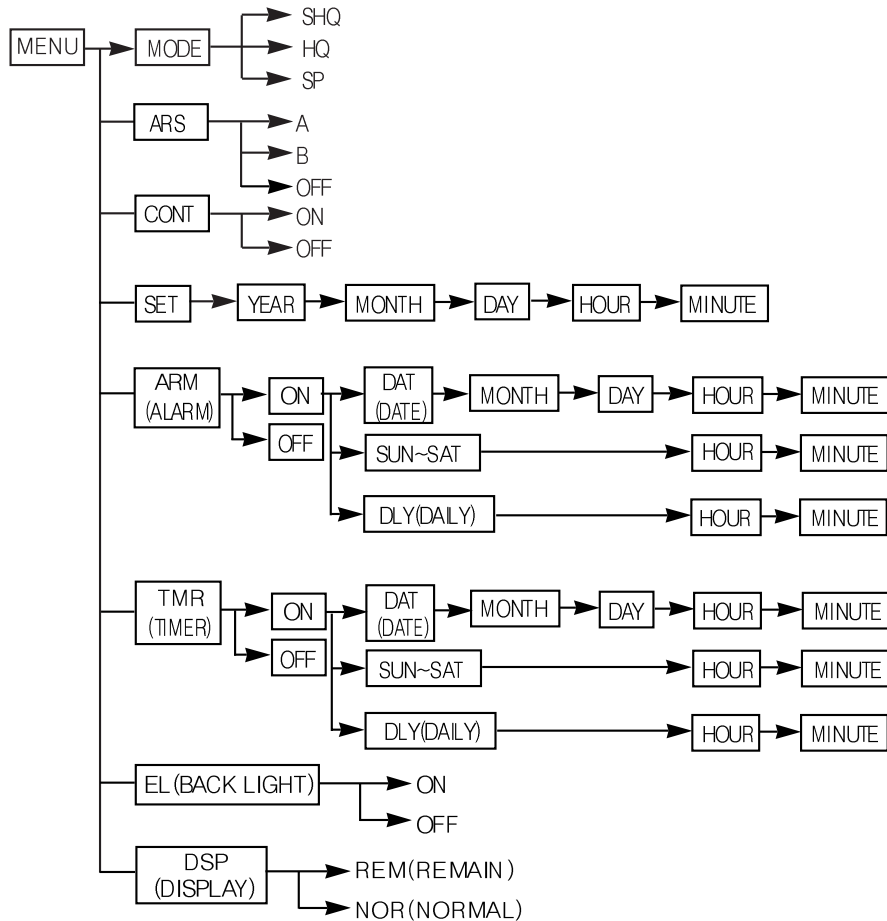 MENU MODE SHQ
HQ
SP
ARS A
B
OFF
CONT ON
OFF
SET YEAR MONTH DAY HOUR MINUTE
ARM
(ALARM) ON DAT
(DATE) MONTH DAY HOUR MINUTE
OFF SUN~SAT HOUR MINUTE
DLY(DAILY) HOUR MINUTE
TMR
(TIMER) ON DAT
(DATE) MONTH DAY HOUR MINUTE
OFF SUN~SAT HOUR MINUTE
DLY(DAILY) HOUR MINUTE
EL(BACK LIGHT) ON
OFF
DSP
(DISPLAY) REM(REMAIN)
NOR(NORMAL)